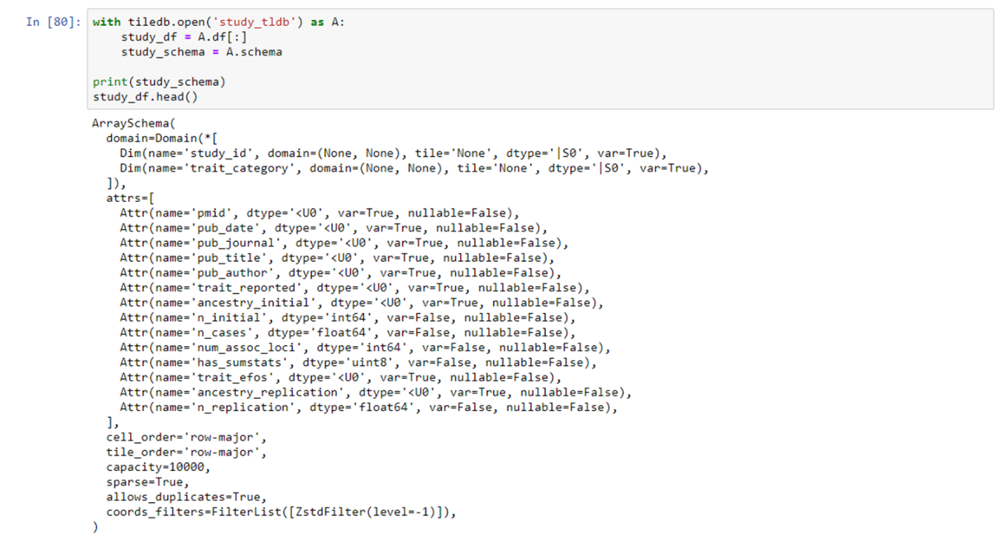 In [80]: with tiledb.open('study_tldb') as A:
    study_df = A.df[:]
    study_schema = A.schema

print(study_schema)
study_df.head()
ArraySchema(
  domain=Domain(*[
    Dim(name='study_id', domain=(None, None), tile='None', dtype='|S0', var=True),
    Dim(name='trait_category', domain=(None, None), tile='None', dtype='|S0', var=True),
  ]),
  attrs=[
    Attr(name='pmid', dtype='<U0', var=True, nullable=False),
    Attr(name='pub_date', dtype='<U0', var=True, nullable=False),
    Attr(name='pub_journal', dtype='<U0', var=True, nullable=False),
    Attr(name='pub_title', dtype='<U0', var=True, nullable=False),
    Attr(name='pub_author', dtype='<U0', var=True, nullable=False),
    Attr(name='trait_reported', dtype='<U0', var=True, nullable=False),
    Attr(name='ancestry_initial', dtype='<U0', var=True, nullable=False),
    Attr(name='n_initial', dtype='int64', var=False, nullable=False),
    Attr(name='n_cases', dtype='float64', var=False, nullable=False),
    Attr(name='num_assoc_loci', dtype='int64', var=False, nullable=False),
    Attr(name='has_sumstats', dtype='uint8', var=False, nullable=False),
    Attr(name='trait_efos', dtype='<U0', var=True, nullable=False),
    Attr(name='ancestry_replication', dtype='<U0', var=True, nullable=False),
    Attr(name='n_replication', dtype='float64', var=False, nullable=False),
  ],
  cell_order='row-major',
  tile_order='row-major',
  capacity=10000,
  sparse=True,
  allows_duplicates=True,
  coords_filters=FilterList([ZstdFilter(level=-1)]),
)